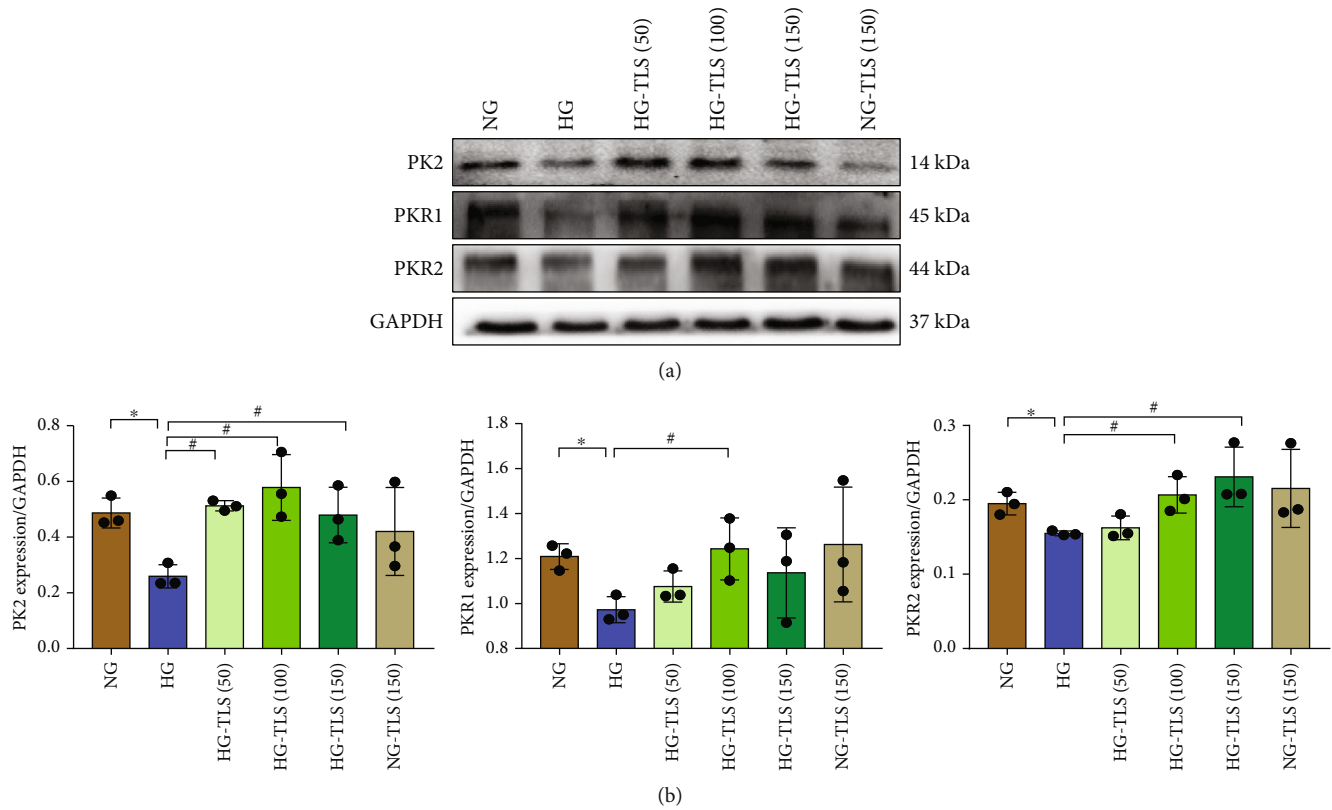 NG
HG
HG-TLS (50)
HG-TLS (100)
HG-TLS (150)
NG-TLS (150)
PK2
14 kDa
PKR1
45 kDa
PKR2
44 kDa
GAPDH
37 kDa
(a)
PK2 expression/GAPDH
0.8
0.6
0.4
0.2
0.0
*
#
#
#
NG
HG
HG-TLS (50)
HG-TLS (100)
HG-TLS (150)
NG-TLS (150)
PKR1 expression/GAPDH
1.8
1.6
1.4
1.2
1.0
0.8
*
#
NG
HG
HG-TLS (50)
HG-TLS (100)
HG-TLS (150)
NG-TLS (150)
PKR2 expression/GAPDH
0.3
0.2
0.1
0.0
*
#
#
NG
HG
HG-TLS (50)
HG-TLS (100)
HG-TLS (150)
NG-TLS (150)
(b)